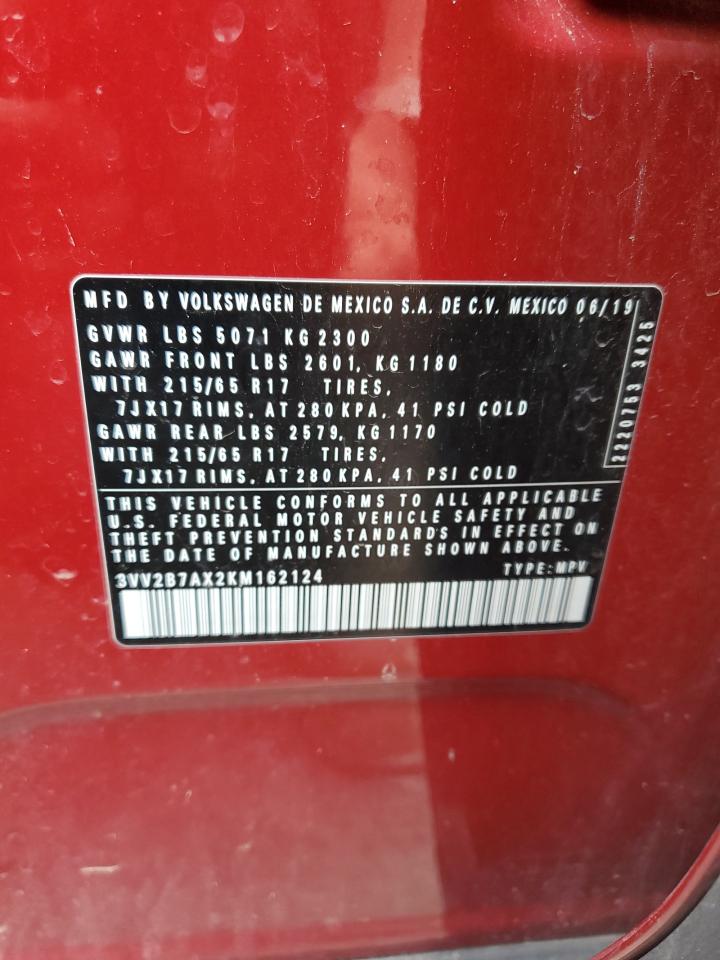 MFD BY VOLKSWAGEN DE MEXICO S.A. DE C.V. MEXICO 06/19
GVWR LBS 5071 KG 2300
GAWR FRONT LBS 2601, KG 1180
WITH 215/65 R17 TIRES,
7JX17 RIMS, AT 280 KPA, 41 PSI COLD
GAWR REAR LBS 2579, KG 1170
WITH 215/65 R17 TIRES,
7JX17 RIMS, AT 280 KPA, 41 PSI COLD
2220753 3425
THIS VEHICLE CONFORMS TO ALL APPLICABLE
U.S. FEDERAL MOTOR VEHICLE SAFETY AND
THEFT PREVENTION STANDARDS IN EFFECT ON
THE DATE OF MANUFACTURE SHOWN ABOVE.
3VV2B7AX2KM162124 TYPE: MPV